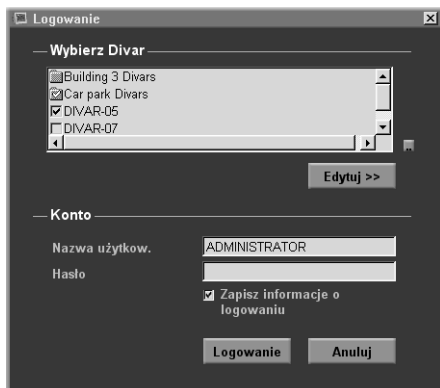 Logowanie
Wybierz Divar
Building 3 Divars
Car park Divars
DIVAR-05
DIVAR-07
Edytuj >>
Konto
Nazwa użytkow.
ADMINISTRATOR
Hasło
Zapisz informacje o
logowaniu
Logowanie
Anuluj